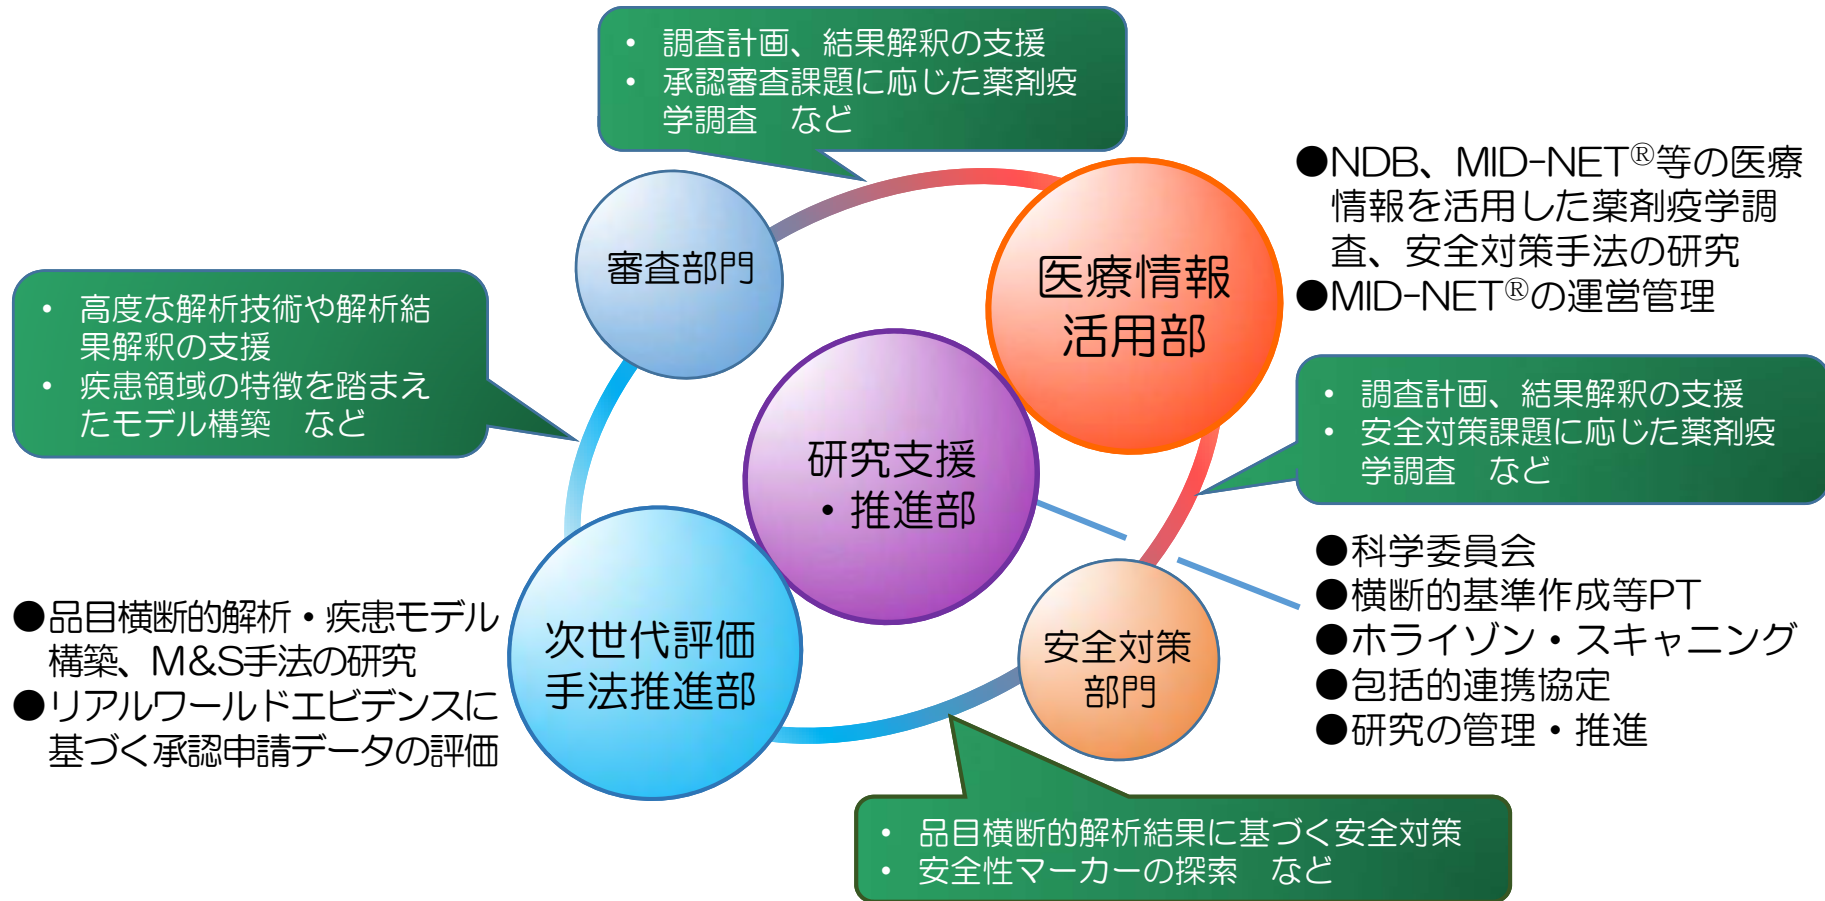 • 調査計画、結果解釈の支援
• 承認審査課題に応じた薬剤疫
学調査　など
審査部門
医療情報
活用部
●NDB、MID-NET®等の医療
情報を活用した薬剤疫学調
査、安全対策手法の研究
●MID-NET®の運営管理
• 高度な解析技術や解析結
果解釈の支援
• 疾患領域の特徴を踏まえ
たモデル構築　など
研究支援
・推進部
• 調査計画、結果解釈の支援
• 安全対策課題に応じた薬剤疫
学調査　など
●品目横断的解析・疾患モデル
構築、M&S手法の研究
●リアルワールドエビデンスに
基づく承認申請データの評価
次世代評価
手法推進部
安全対策
部門
●科学委員会
●横断的基準作成等PT
●ホライゾン・スキャニング
●包括的連携協定
●研究の管理・推進
• 品目横断的解析結果に基づく安全対策
• 安全性マーカーの探索　など